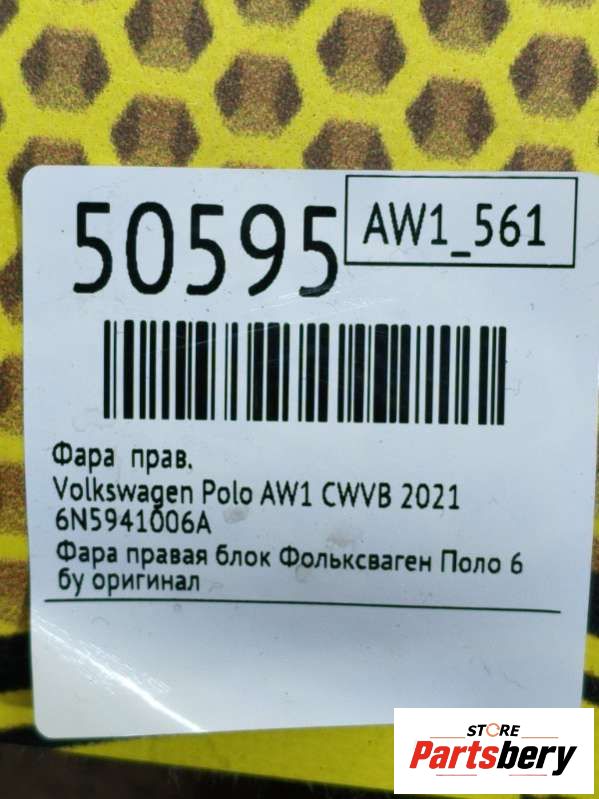 50595
AW1_561
Фара прав.
Volkswagen Polo AW1 CWVB 2021
6N5941006A
Фара правая блок Фольксваген Поло 6
бу оригинал
STORE
Partsbery